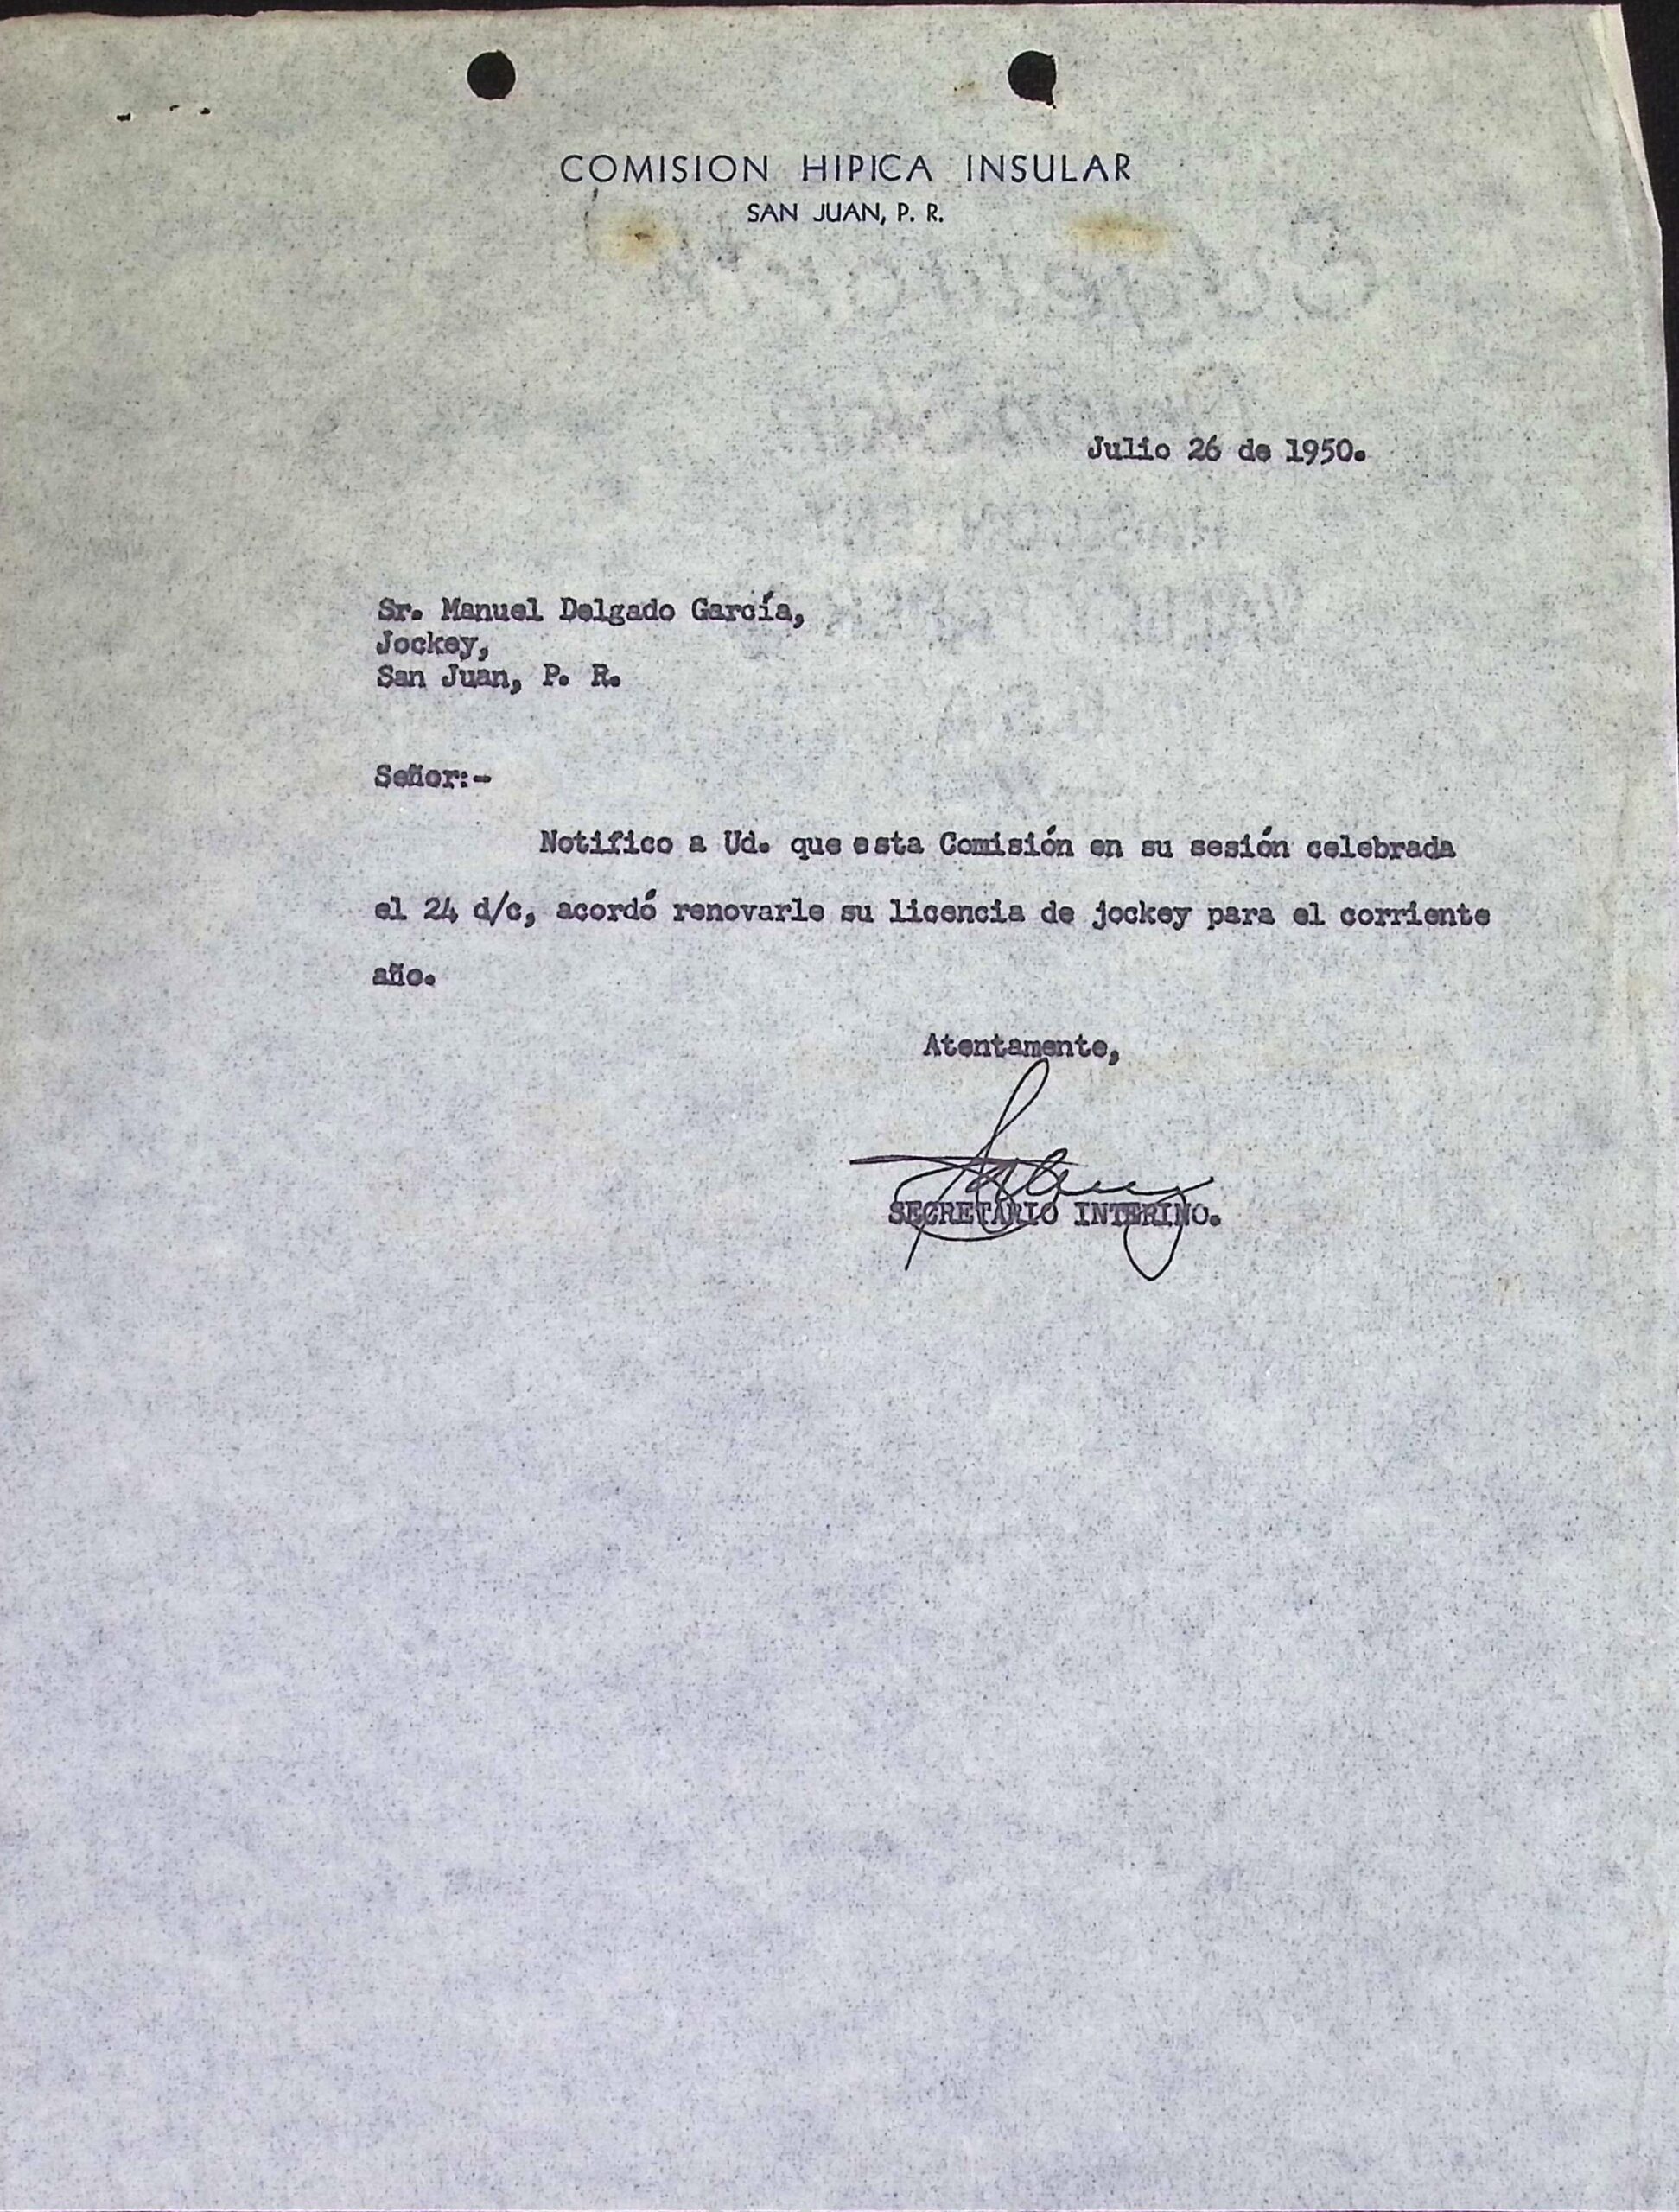 COMISION HIPICA INSULAR
SAN JUAN, P. R.
Julio 26 de 1950.
Sr. Manuel Delgado García,
Jockey,
San Juan, P. R.
Señor:-
Notifico a Ud. que esta Comisión en su sesión celebrada
el 24 d/c, acordó renovarle su licencia de jockey para el corriente
año.
Atentamente,
SECRETARIO INTERINO.